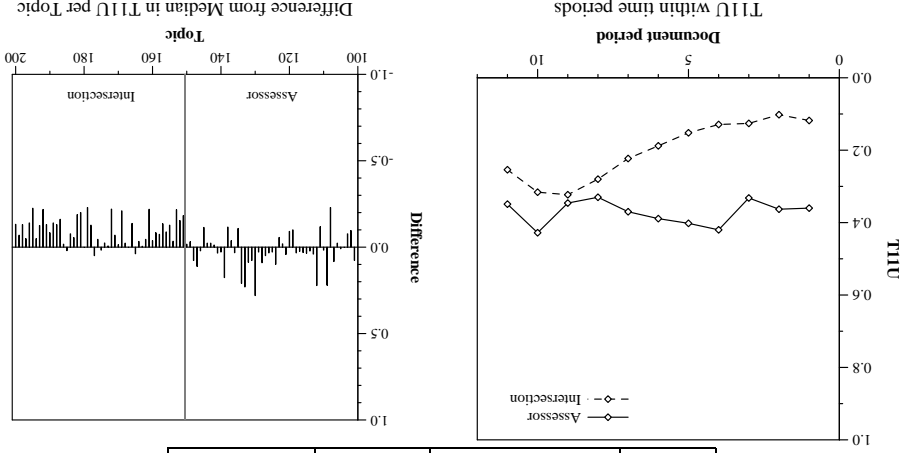 1.0
0.8
0.6
0.4
0.2
0.0
T11U
Assessor
Intersection
0
5
10
Document period
T11U within time periods
1.0
0.5
0.0
-0.5
-1.0
Difference
Assessor
Intersection
100
120
140
160
180
200
Topic
Difference from Median in T11U per Topic